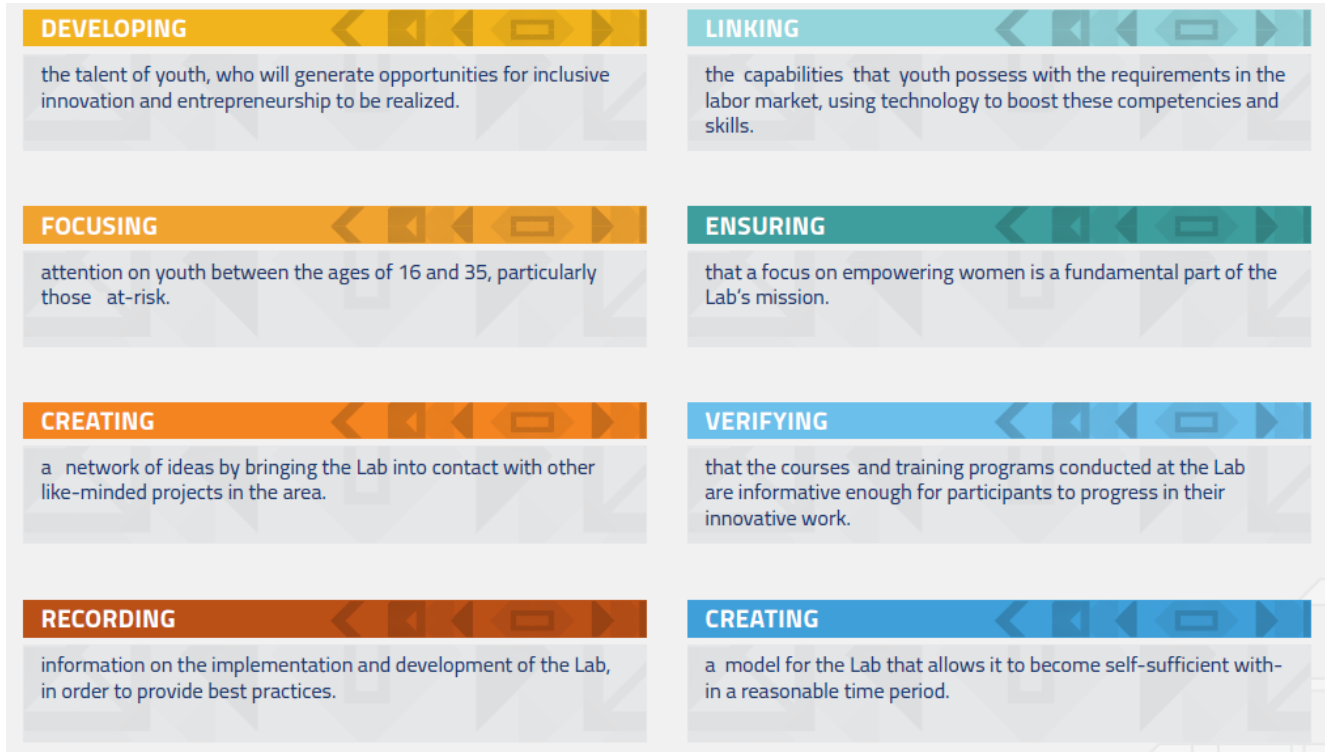 DEVELOPING
the talent of youth, who will generate opportunities for inclusive
innovation and entrepreneurship to be realized.
LINKING
the capabilities that youth possess with the requirements in the
labor market, using technology to boost these competencies and
skills.
FOCUSING
attention on youth between the ages of 16 and 35, particularly
those at-risk.
ENSURING
that a focus on empowering women is a fundamental part of the
Lab's mission.
CREATING
a network of ideas by bringing the Lab into contact with other
like-minded projects in the area.
VERIFYING
that the courses and training programs conducted at the Lab
are informative enough for participants to progress in their
innovative work.
RECORDING
information on the implementation and development of the Lab,
in order to provide best practices.
CREATING
a model for the Lab that allows it to become self-sufficient with-
in a reasonable time period.